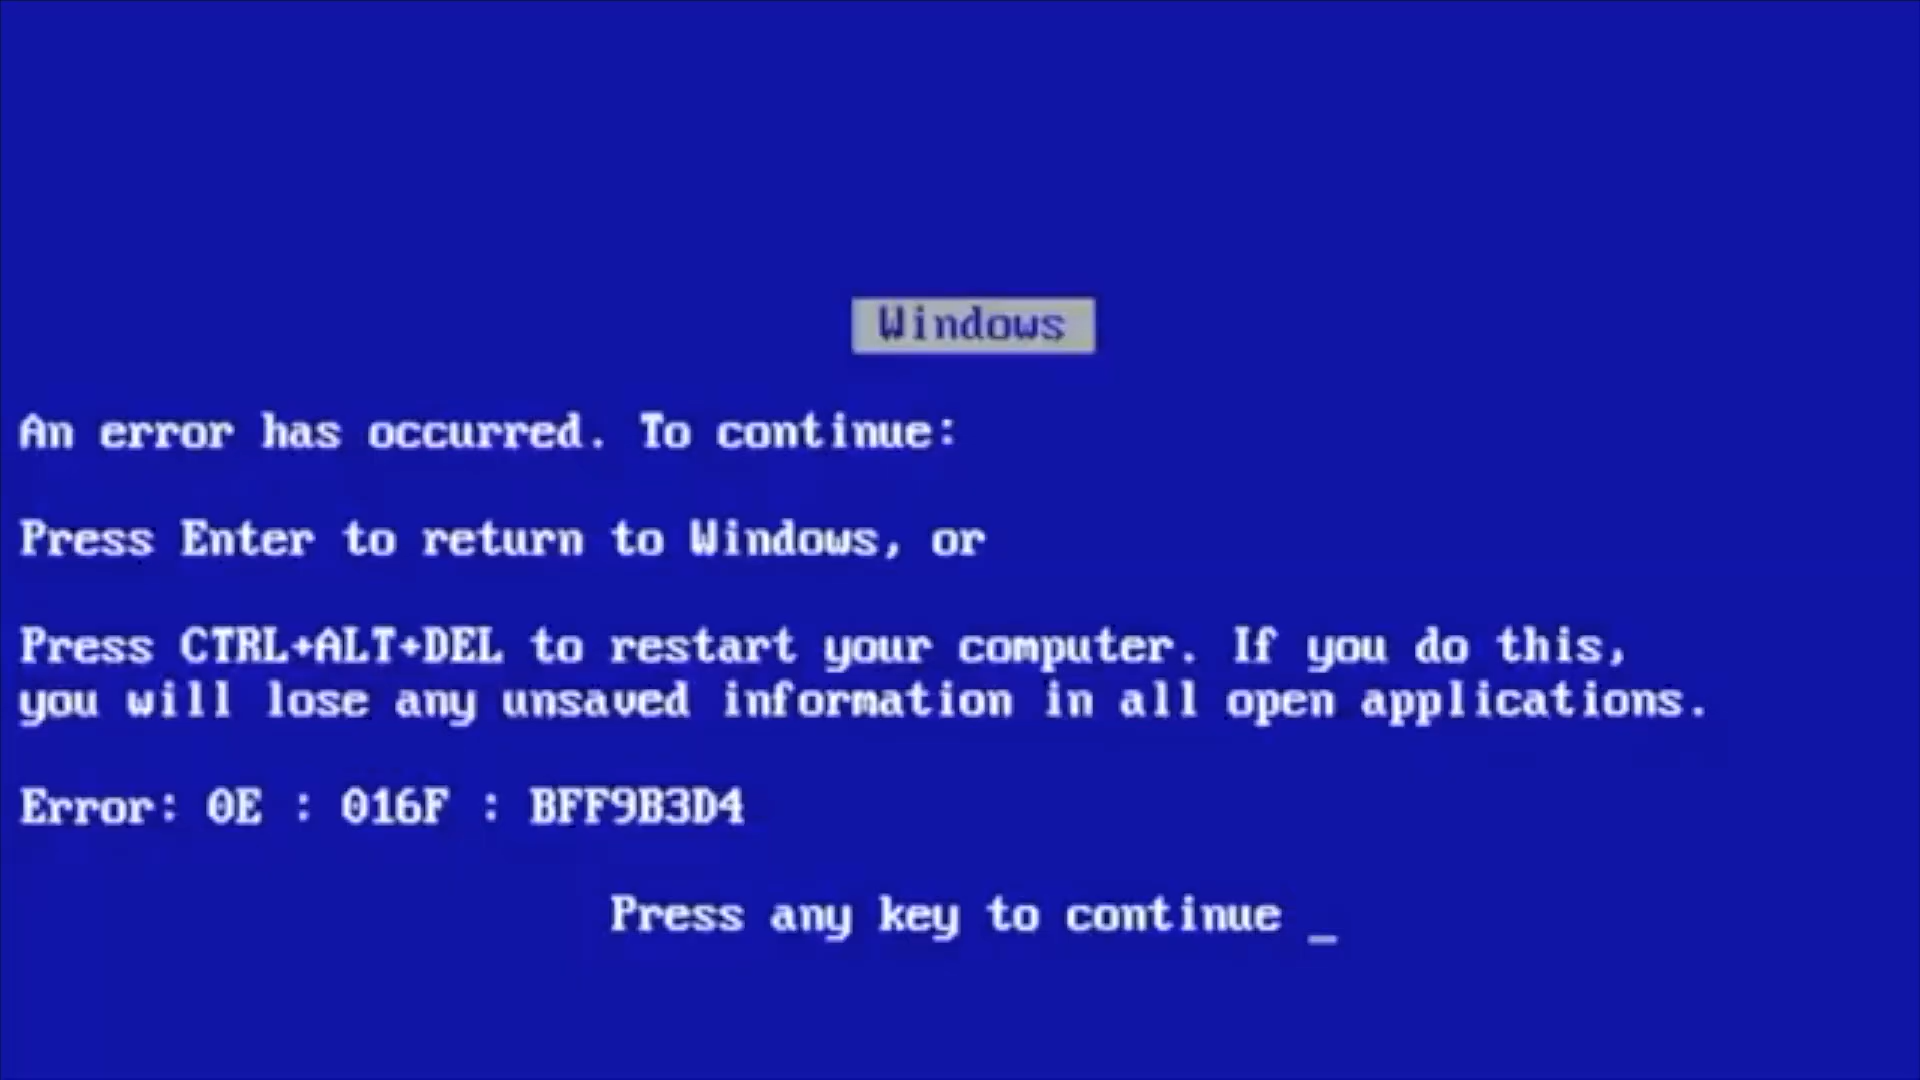 Windows
An error has occurred. To continue:
Press Enter to return to Windows, or
Press CTRL+ALT+DEL to restart your computer. If you do this,
you will lose any unsaved information in all open applications.
Error: 0E : 016F : BFF9B3D4
Press any key to continue _